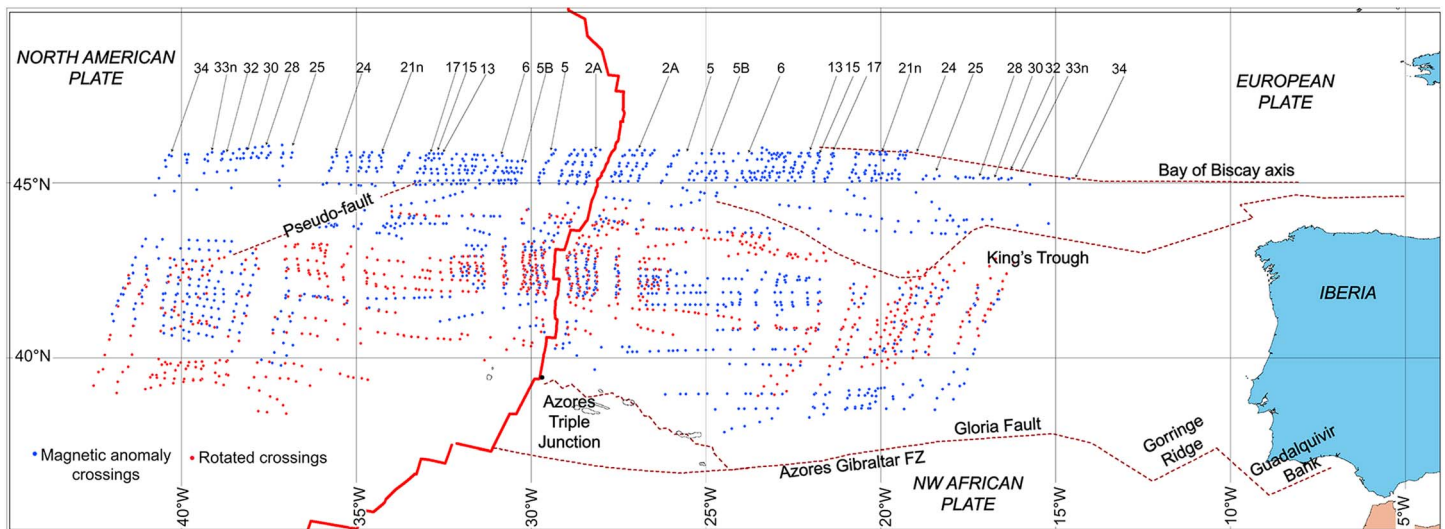 NORTH AMERICAN
PLATE
34 33n 32 30 28 25 24 21n 17 15 13 6 5B 5 2A 2A 5 5B 6 13 15 17 21n 24 25 28 30 32 33n 34
EUROPEAN
PLATE
45°N
Bay of Biscay axis
Pseudo-fault
King's Trough
IBERIA
40°N
Azores
Triple
Junction
Gloria Fault
Gorringe
Ridge
Guadalquivir
Bank
Magnetic anomaly
crossings
Rotated crossings
Azores Gibraltar FZ
NW AFRICAN
PLATE
40°W 35°W 30°W 25°W 20°W 15°W 10°W 5°W